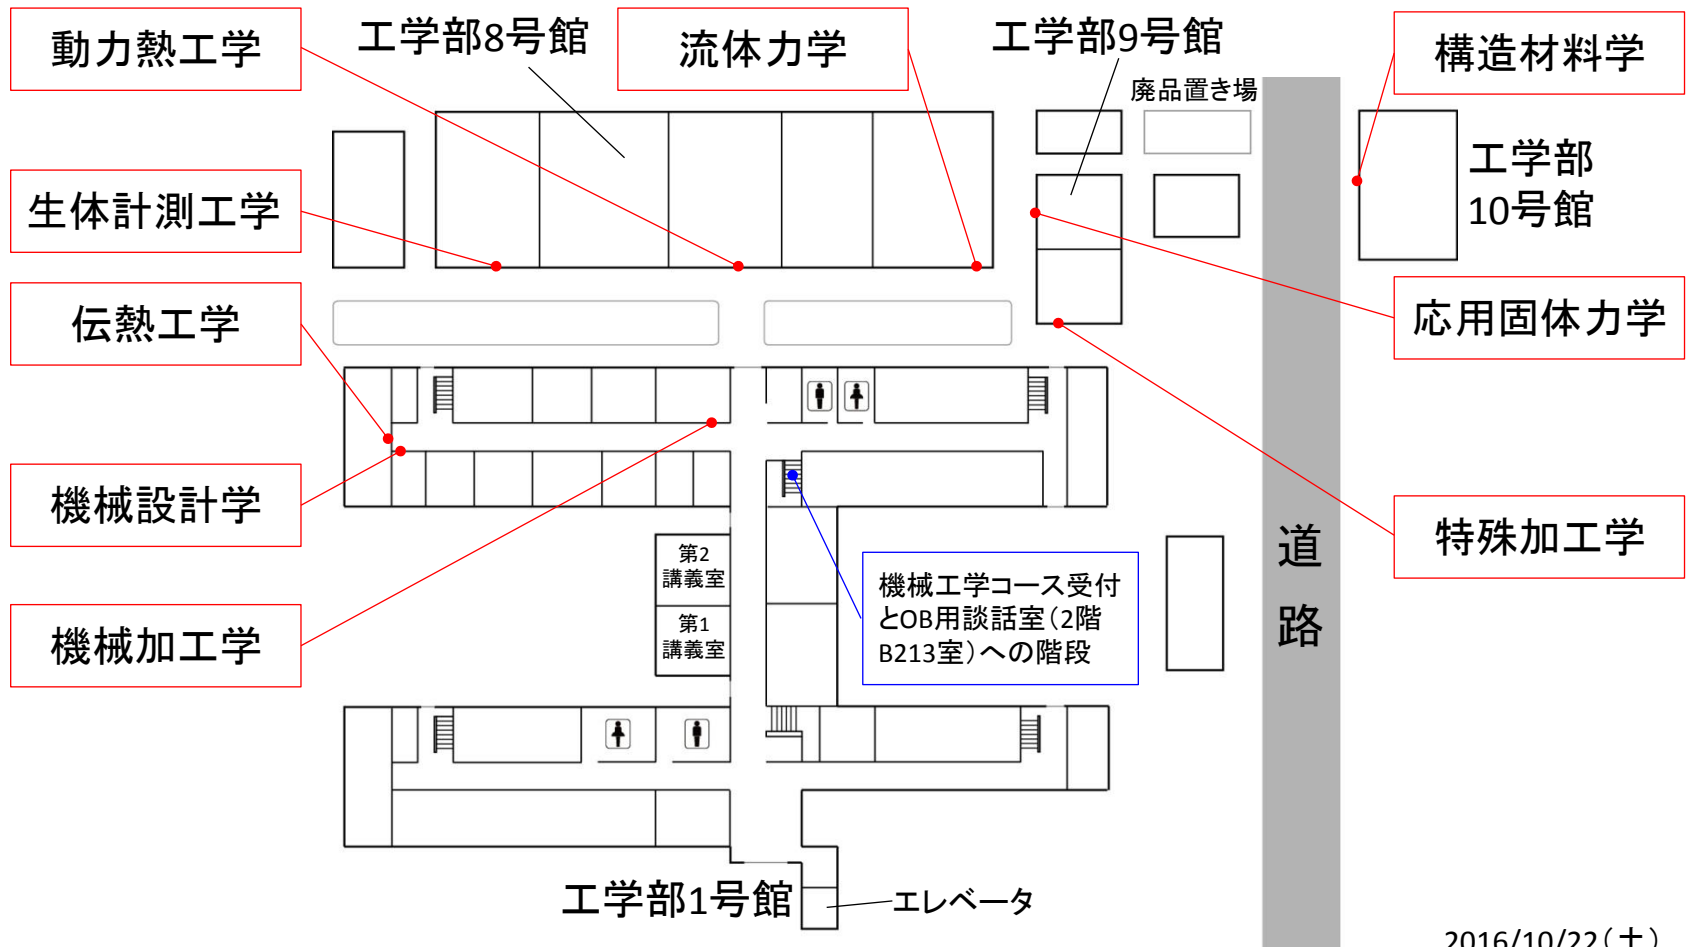 動力熱工学
工学部8号館
流体力学
工学部9号館
構造材料学
廃品置き場
工学部
10号館
生体計測工学
伝熱工学
応用固体力学
機械設計学
特殊加工学
第2
講義室
機械工学コース受付
とOB用談話室(2階
B213室)への階段
道
路
機械加工学
第1
講義室
工学部1号館
エレベータ
2016/10/22(土)